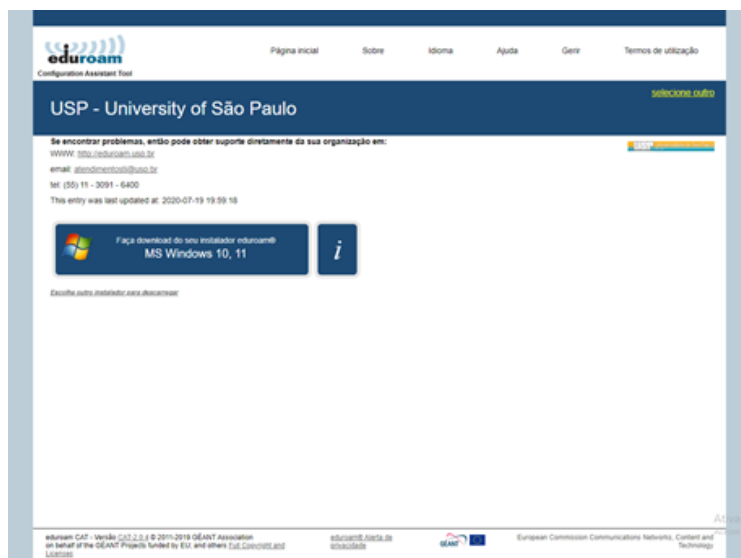 eduroam
Configuration Assistant Tool
Página inicial Sobre Idioma Ajuda Gerir Termos de utilização
selecione outro
USP - University of São Paulo
Se encontrar problemas, então pode obter suporte diretamente da sua organização em:
WWW: http://eduroam.usp.br
email: atendimentosti@usp.br
tel: (55) 11 - 3091 - 6400
This entry was last updated at: 2020-07-19 19:59:18
USP
Faça download do seu instalador eduroam®
MS Windows 10, 11
i
Escolha outro instalador para descarregar
eduroam CAT - Versão CAT-2.0.4 © 2011-2019 GÉANT Association
on behalf of the GÉANT Projects funded by EU; and others Full Copyright and
Licenses
eduroam® Alerta de
privacidade
GÉANT
European Commission Communications Networks, Content and
Technology